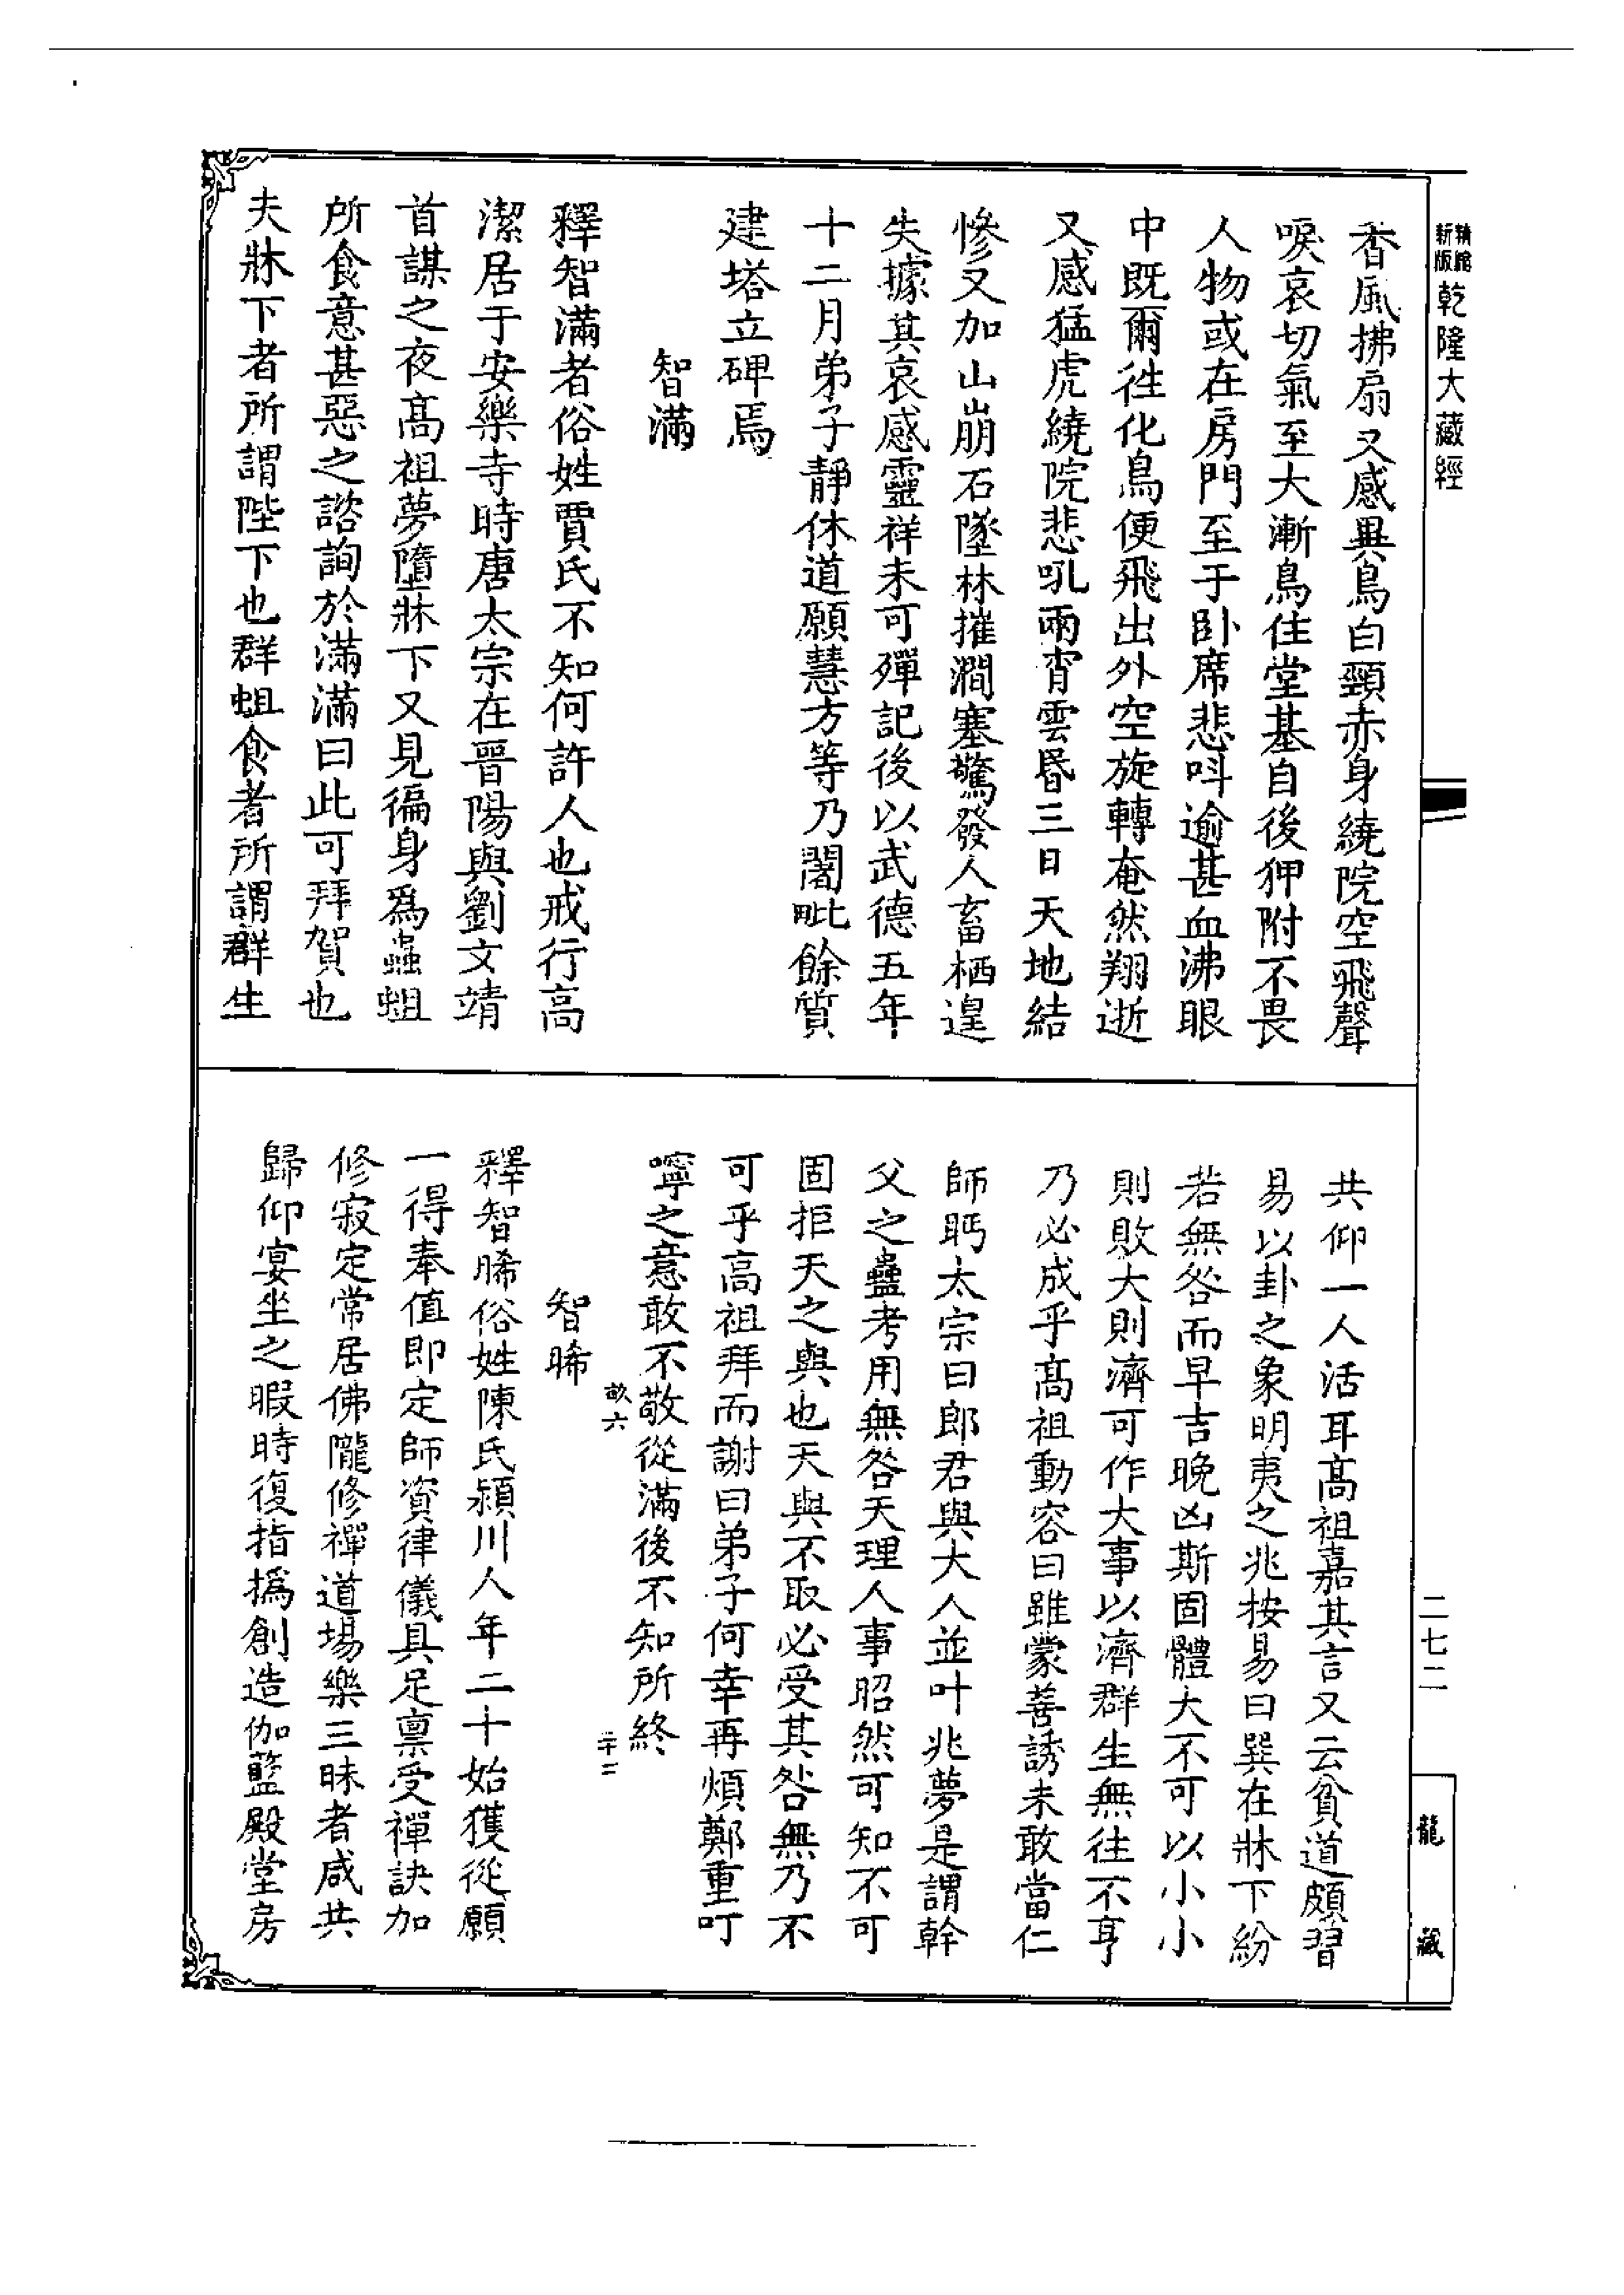 精縮新版乾隆大藏經
香風拂扇又感異鳥白頸赤身繞院空飛聲
唳哀切氣至大漸鳥住堂基自後狎附不畏
人物或在房門至于卧席悲呌逾甚血沸眼
中既爾徃化鳥便飛出外空旋轉奄然翔逝
又感猛虎繞院悲吼兩宵雲昬三日天地結
慘又加山崩石墜林摧澗塞驚發人畜栖遑
失據其哀感靈祥未可殫記後以武德五年
十二月弟子靜休道願慧方等乃闍毗餘質
建塔立碑焉
智滿
釋智滿者俗姓賈氏不知何許人也戒行高
潔居于安樂寺時唐太宗在晉陽與劉文靖
首謀之夜髙祖夢墮牀下又見徧身爲蟲蛆
所食意甚惡之諮詢於滿滿曰此可拜賀也
夫牀下者所謂陛下也群蛆食者所謂群生
共仰一人活耳髙祖嘉其言又云貧道頗習
易以卦之象明夷之兆按易曰巽在牀下紛
若無咎而早吉晚凶斯固體大不可以小小
則敗大則濟可作大事以濟群生無往不亨
乃必成乎髙祖動容曰雖蒙善誘未敢當仁
師眄太宗曰郎君與大人並叶兆夢是謂幹
父之蠱考用無咎天理人事昭然可知不可
固拒天之與也天與不取必受其咎無乃不
可乎高祖拜而謝曰弟子何幸再煩鄭重叮
嚀之意敢不敬從滿後不知所終
畝六
二十二
智晞
釋智晞俗姓陳氏潁川人年二十始獲從願
一得奉值即定師資律儀具足禀受禪訣加
修寂定常居佛隴修禪道場樂三昧者咸共
歸仰宴坐之暇時復指撝創造伽藍殿堂房
二七二
龍藏